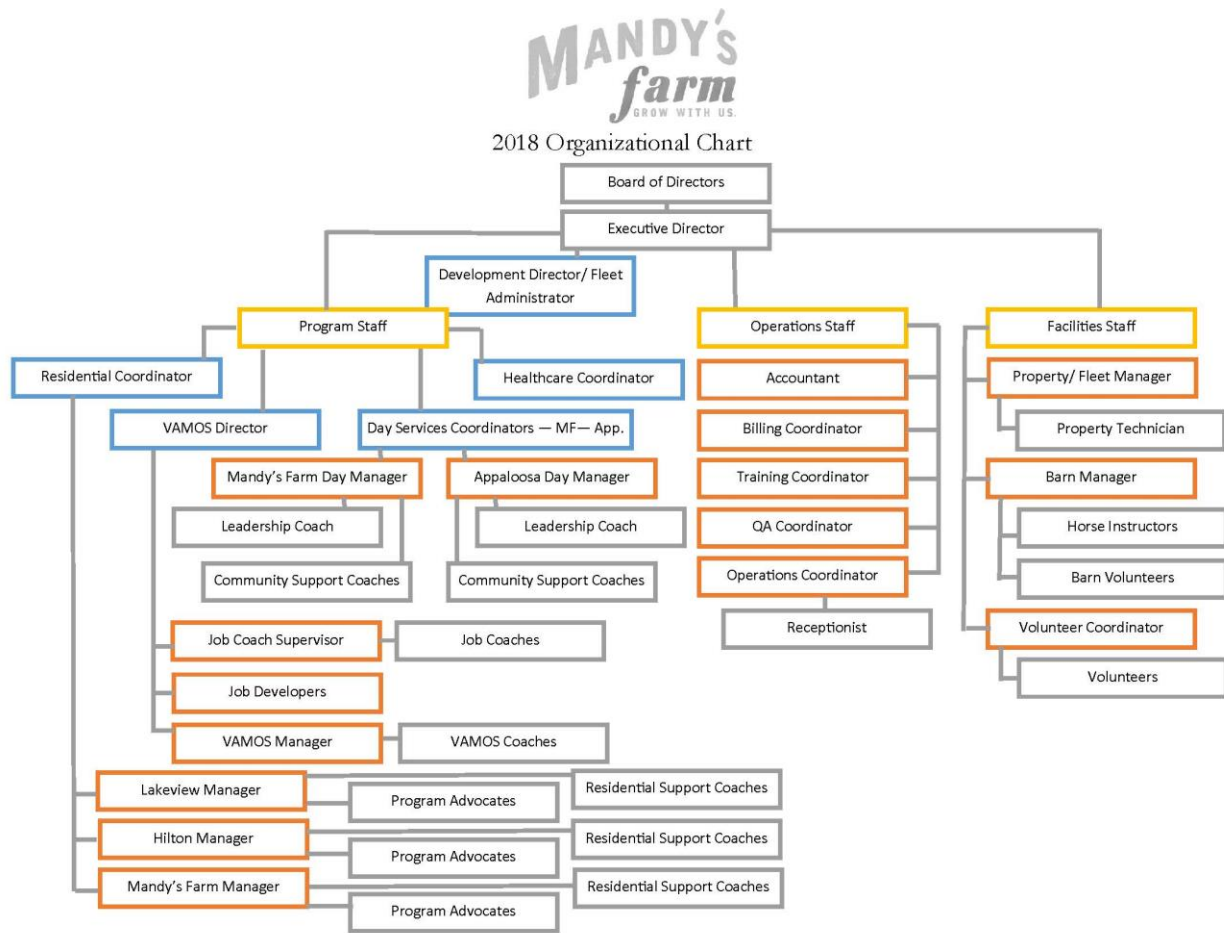 MANDY'S
farm
GROW WITH US.
2018 Organizational Chart
Board of Directors
Executive Director
Development Director/ Fleet
Administrator
Program Staff
Operations Staff
Facilities Staff
Residential Coordinator
Healthcare Coordinator
Accountant
Property/ Fleet Manager
VAMOS Director
Day Services Coordinators — MF— App.
Billing Coordinator
Property Technician
Mandy's Farm Day Manager
Appaloosa Day Manager
Training Coordinator
Barn Manager
Leadership Coach
Leadership Coach
QA Coordinator
Horse Instructors
Community Support Coaches
Community Support Coaches
Operations Coordinator
Barn Volunteers
Receptionist
Volunteer Coordinator
Job Coach Supervisor
Job Coaches
Volunteers
Job Developers
VAMOS Manager
VAMOS Coaches
Lakeview Manager
Program Advocates
Residential Support Coaches
Hilton Manager
Program Advocates
Residential Support Coaches
Mandy's Farm Manager
Program Advocates
Residential Support Coaches